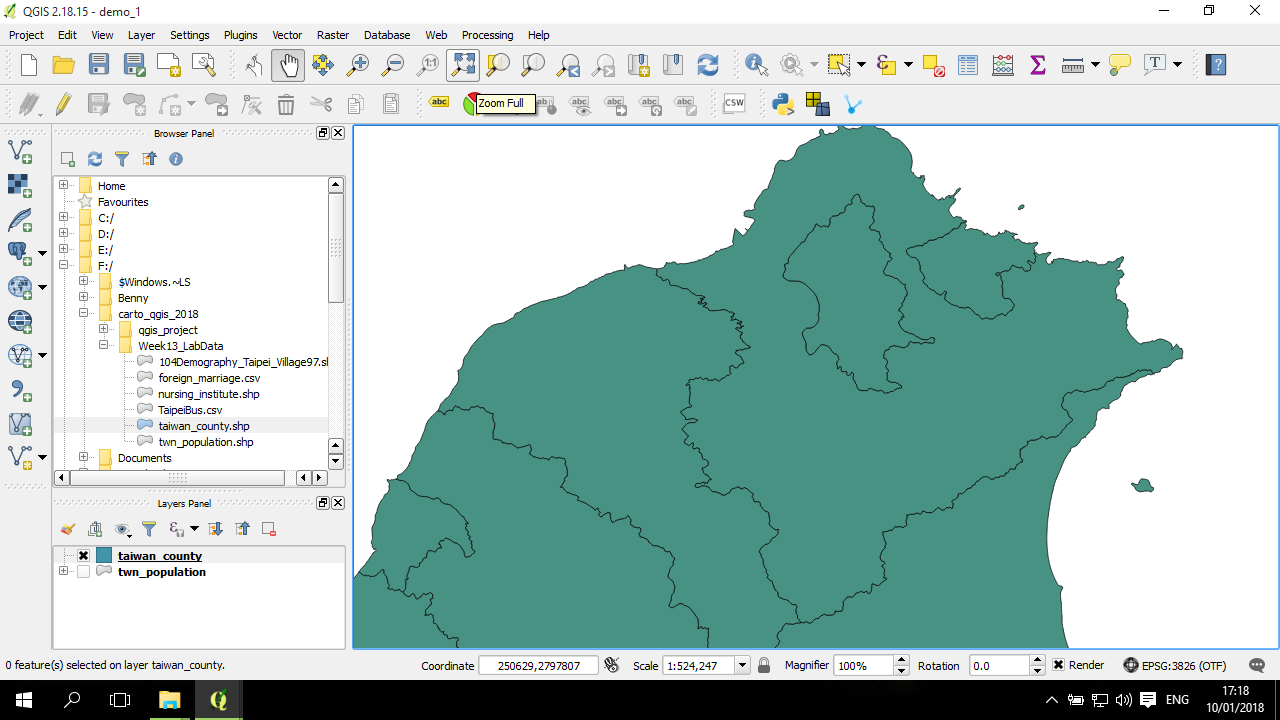 QGIS 2.18.15 - demo_1
Project Edit View Layer Settings Plugins Vector Raster Database Web Processing Help
Zoom Full
abc
CSW
Browser Panel
Home
Favourites
C:/
D:/
E:/
F:/
$Windows.~LS
Benny
carto_qgis_2018
qgis_project
Week13_LabData
104Demography_Taipei_Village97.sl
foreign_marriage.csv
nursing_institute.shp
TaipeiBus.csv
taiwan_county.shp
twn_population.shp
Documents
Layers Panel
taiwan_county
twn_population
0 feature(s) selected on layer taiwan_county.
Coordinate 250629,2797807 Scale 1:524,247 Magnifier 100% Rotation 0.0 Render EPSG:3826 (OTF)
ENG
17:18
10/01/2018